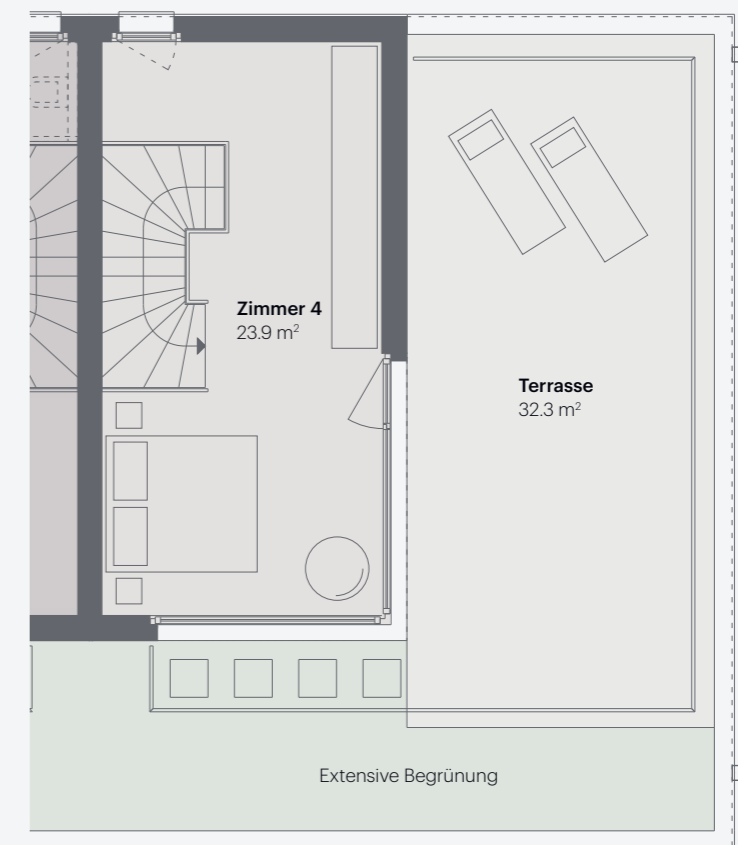 Zimmer 4
23.9 m²
Terrasse
32.3 m²
Extensive Begrünung